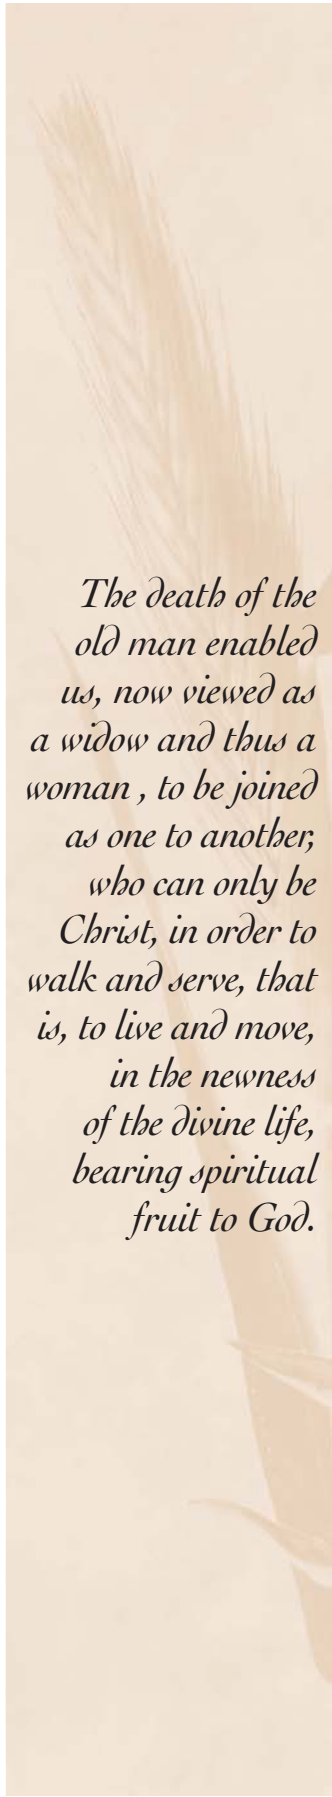 The death of the
old man enabled
us, now viewed as
a widow and thus a
woman , to be joined
as one to another,
who can only be
Christ, in order to
walk and serve, that
is, to live and move,
in the newness
of the divine life,
bearing spiritual
fruit to God.